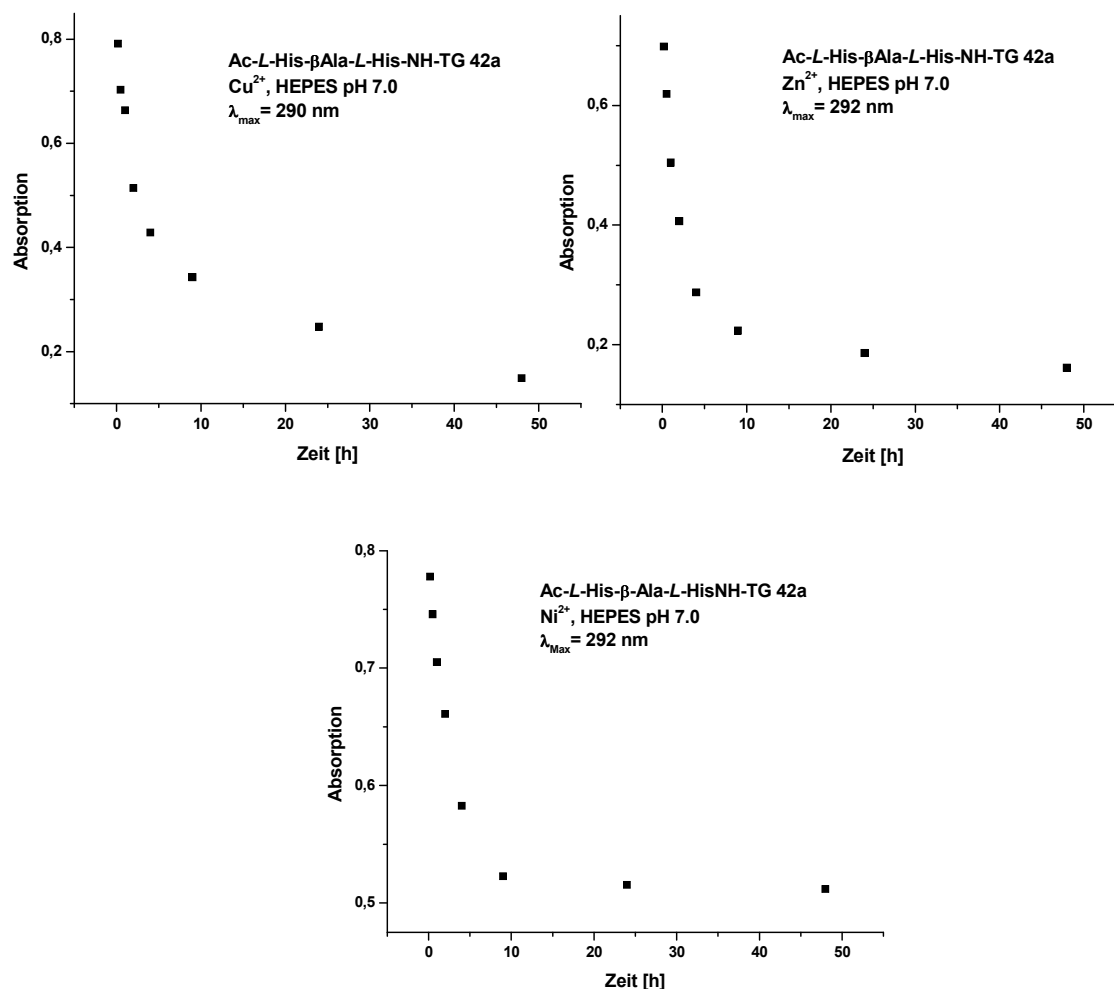 Ac-L-His-βAla-L-His-NH-TG 42a
Cu2+, HEPES pH 7.0
λmax= 290 nm
0,8
0,6
0,4
0,2
Absorption
0 10 20 30 40 50
Zeit [h]
Ac-L-His-βAla-L-His-NH-TG 42a
Zn2+, HEPES pH 7.0
λmax= 292 nm
0,6
0,4
0,2
Absorption
0 10 20 30 40 50
Zeit [h]
Ac-L-His-β-Ala-L-HisNH-TG 42a
Ni2+, HEPES pH 7.0
λMax= 292 nm
0,8
0,7
0,6
0,5
Absorption
0 10 20 30 40 50
Zeit [h]